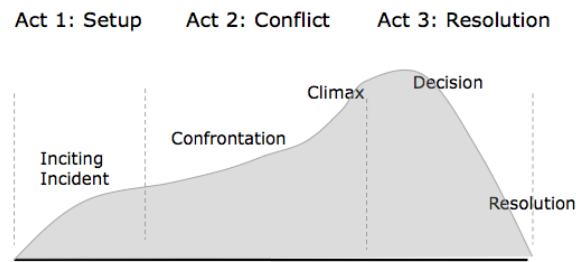 Act 1: Setup
Act 2: Conflict
Act 3: Resolution
Climax
Decision
Confrontation
Inciting
Incident
Resolution